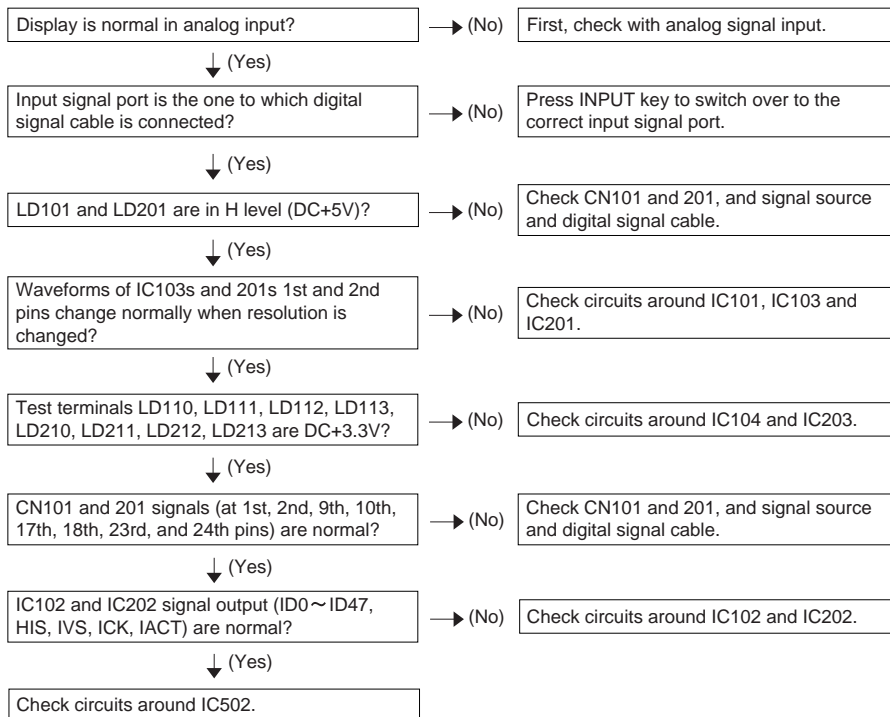 Display is normal in analog input?
(No)
First, check with analog signal input.
(Yes)
Input signal port is the one to which digital
signal cable is connected?
(No)
Press INPUT key to switch over to the
correct input signal port.
(Yes)
LD101 and LD201 are in H level (DC+5V)?
(No)
Check CN101 and 201, and signal source
and digital signal cable.
(Yes)
Waveforms of IC103s and 201s 1st and 2nd
pins change normally when resolution is
changed?
(No)
Check circuits around IC101, IC103 and
IC201.
(Yes)
Test terminals LD110, LD111, LD112, LD113,
LD210, LD211, LD212, LD213 are DC+3.3V?
(No)
Check circuits around IC104 and IC203.
(Yes)
CN101 and 201 signals (at 1st, 2nd, 9th, 10th,
17th, 18th, 23rd, and 24th pins) are normal?
(No)
Check CN101 and 201, and signal source
and digital signal cable.
(Yes)
IC102 and IC202 signal output (ID0～ID47,
HIS, IVS, ICK, IACT) are normal?
(No)
Check circuits around IC102 and IC202.
(Yes)
Check circuits around IC502.